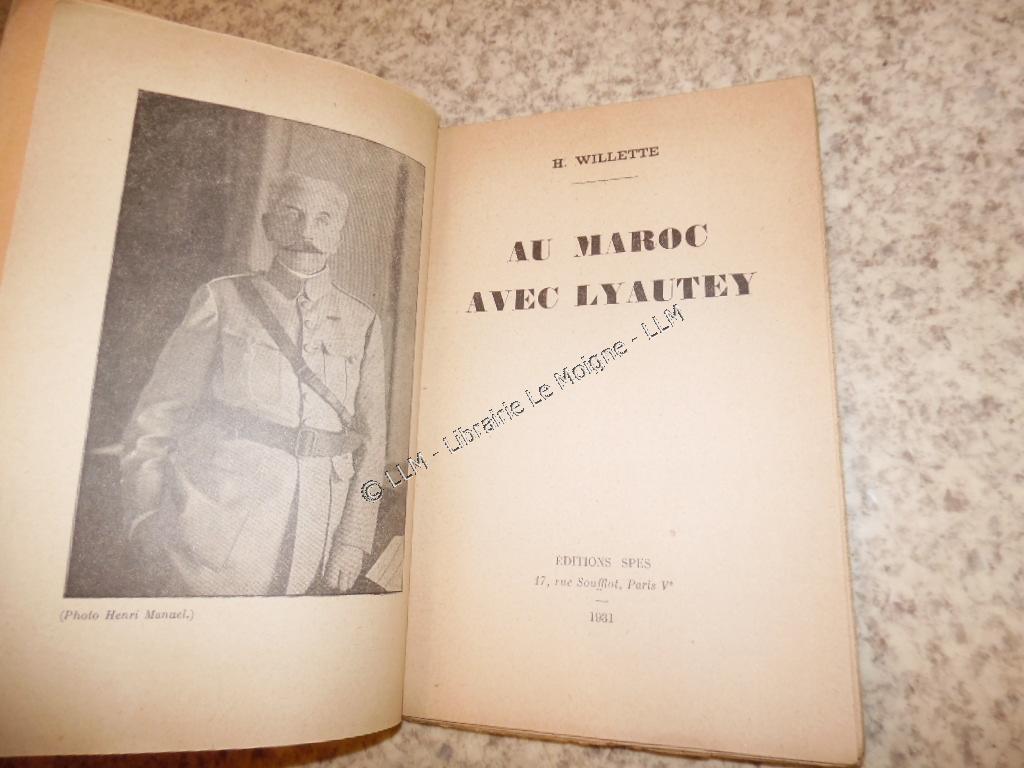 (Photo Henri Manuel.)
H. WILLETTE
AU MAROC
AVEC LYAUTEY
© LLM - Librairie Le Moigne - LLM
ÉDITIONS SPES
17, rue Soufflot, Paris Vᵉ
1931